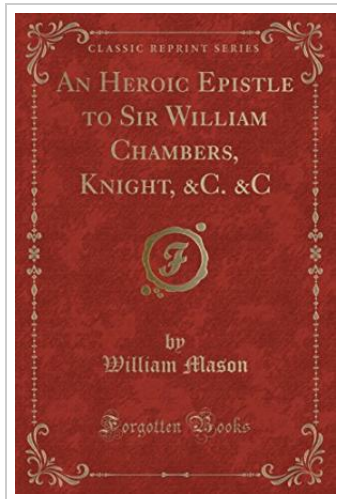 CLASSIC REPRINT SERIES
AN HEROIC EPISTLE
TO SIR WILLIAM
CHAMBERS,
KNIGHT, &C. &C
F
by
William Mason
Forgotten Books